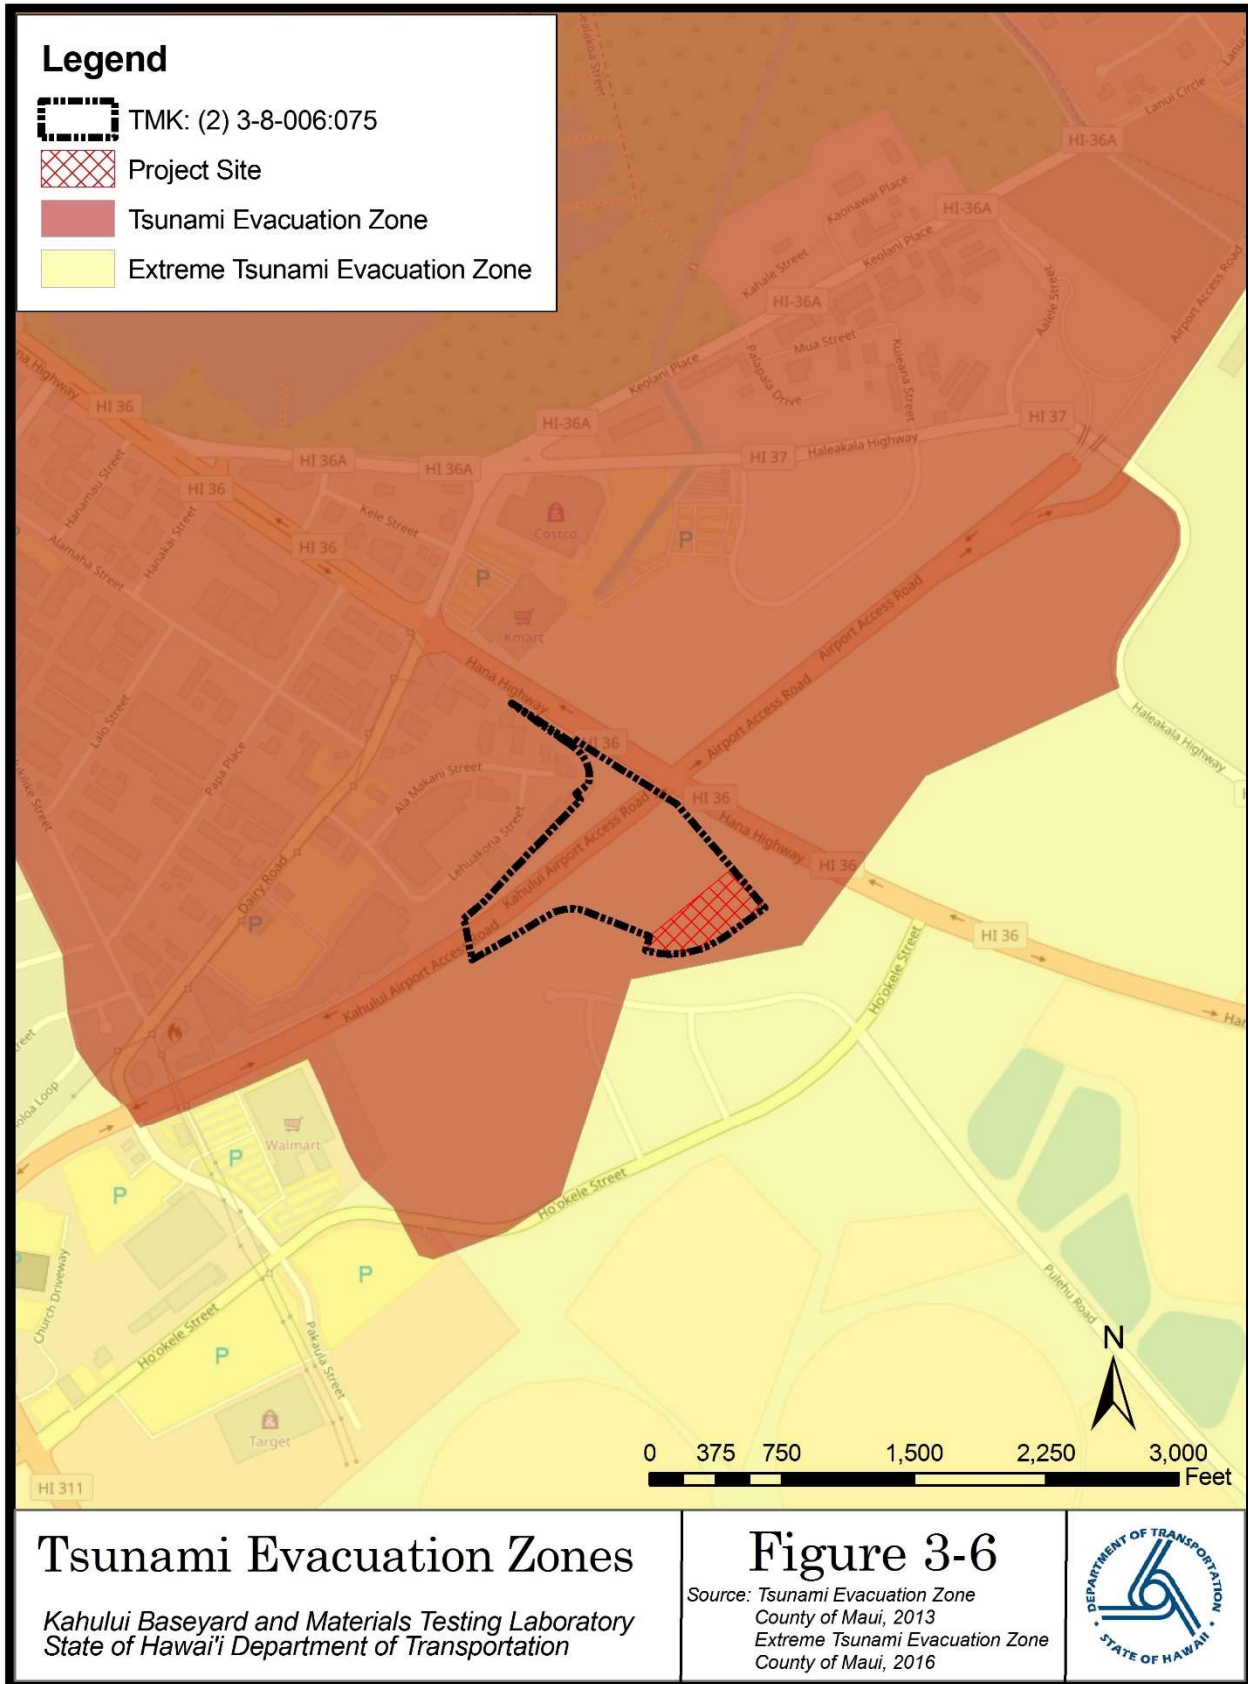 Legend
TMK: (2) 3-8-006:075
Project Site
Tsunami Evacuation Zone
Extreme Tsunami Evacuation Zone
Lanui Circle
HI-36A
Kaonawai Place
HI-36A
Keolani Place
Kahale Street
HI-36A
Aalele Street
Airport Access Road
Mua Street
Palapala Drive
Kuleana Street
Keolani Place
HI 36
HI-36A
HI 37
HI 36A
HI 36A
HI 37
Haleakala Highway
Hanamau Street
HI 36
Kele Street
Costco
P
Alamaha Street
Hanakai Street
HI 36
P
Kmart
Airport Access Road
Hana Highway
Lalo Street
Papa Place
HI 36
Airport Access Road
Haleakala Highway
Ala Makani Street
HI 36
Hana Highway
Lehuakona Street
Kahului Airport Access Road
HI 36
Dairy Road
P
HI 36
Kahului Airport Access Road
Ho'okele Street
Walmart
P
P
Ho'okele Street
Church Driveway
P
Pulehu Road
Ho'okele Street
P
Pakaula Street
Target
HI 311
N
0 375 750 1,500 2,250 3,000
Feet
Tsunami Evacuation Zones
Kahului Baseyard and Materials Testing Laboratory
State of Hawai'i Department of Transportation
Figure 3-6
Source: Tsunami Evacuation Zone
County of Maui, 2013
Extreme Tsunami Evacuation Zone
County of Maui, 2016
DEPARTMENT OF TRANSPORTATION
STATE OF HAWAII